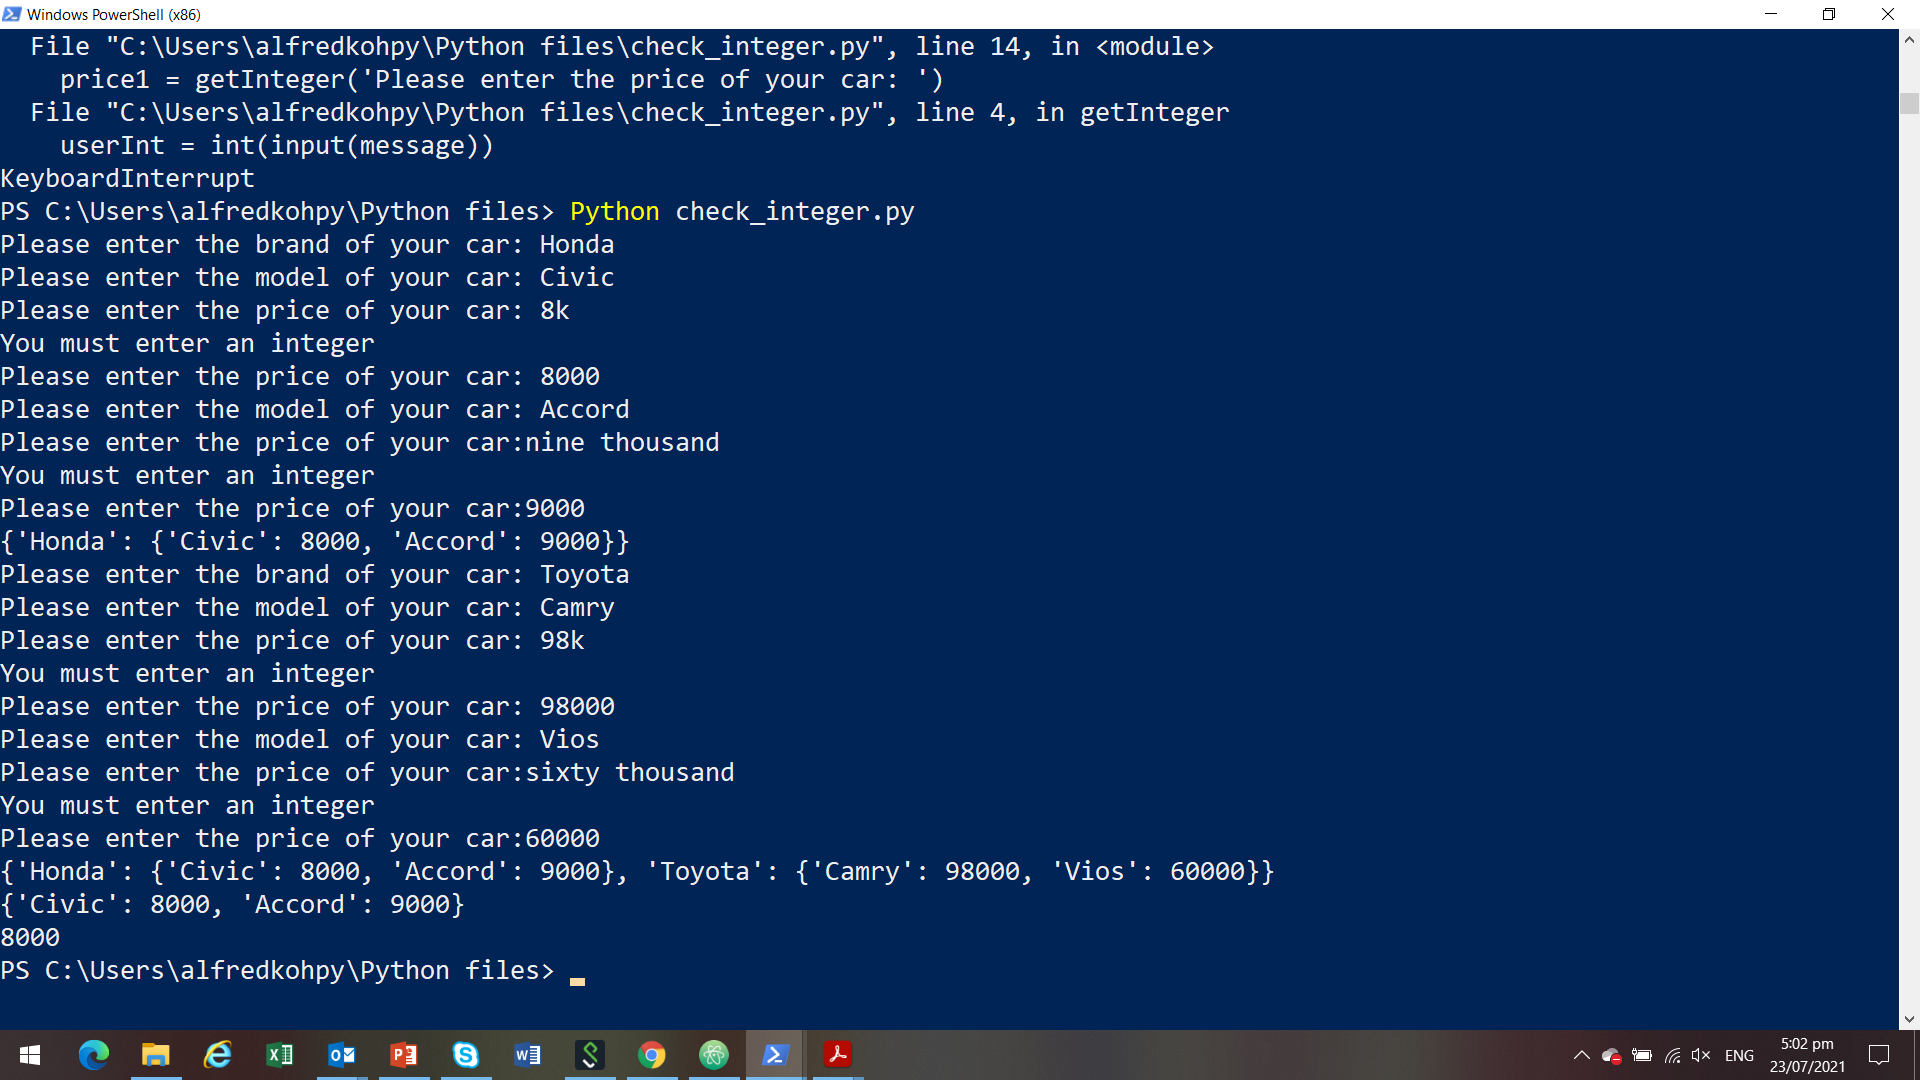 Windows PowerShell (x86)
  File "C:\Users\alfredkohpy\Python files\check_integer.py", line 14, in <module>
    price1 = getInteger('Please enter the price of your car: ')
  File "C:\Users\alfredkohpy\Python files\check_integer.py", line 4, in getInteger
    userInt = int(input(message))
KeyboardInterrupt
PS C:\Users\alfredkohpy\Python files> Python check_integer.py
Please enter the brand of your car: Honda
Please enter the model of your car: Civic
Please enter the price of your car: 8k
You must enter an integer
Please enter the price of your car: 8000
Please enter the model of your car: Accord
Please enter the price of your car:nine thousand
You must enter an integer
Please enter the price of your car:9000
{'Honda': {'Civic': 8000, 'Accord': 9000}}
Please enter the brand of your car: Toyota
Please enter the model of your car: Camry
Please enter the price of your car: 98k
You must enter an integer
Please enter the price of your car: 98000
Please enter the model of your car: Vios
Please enter the price of your car:sixty thousand
You must enter an integer
Please enter the price of your car:60000
{'Honda': {'Civic': 8000, 'Accord': 9000}, 'Toyota': {'Camry': 98000, 'Vios': 60000}}
{'Civic': 8000, 'Accord': 9000}
8000
PS C:\Users\alfredkohpy\Python files>
ENG
5:02 pm
23/07/2021